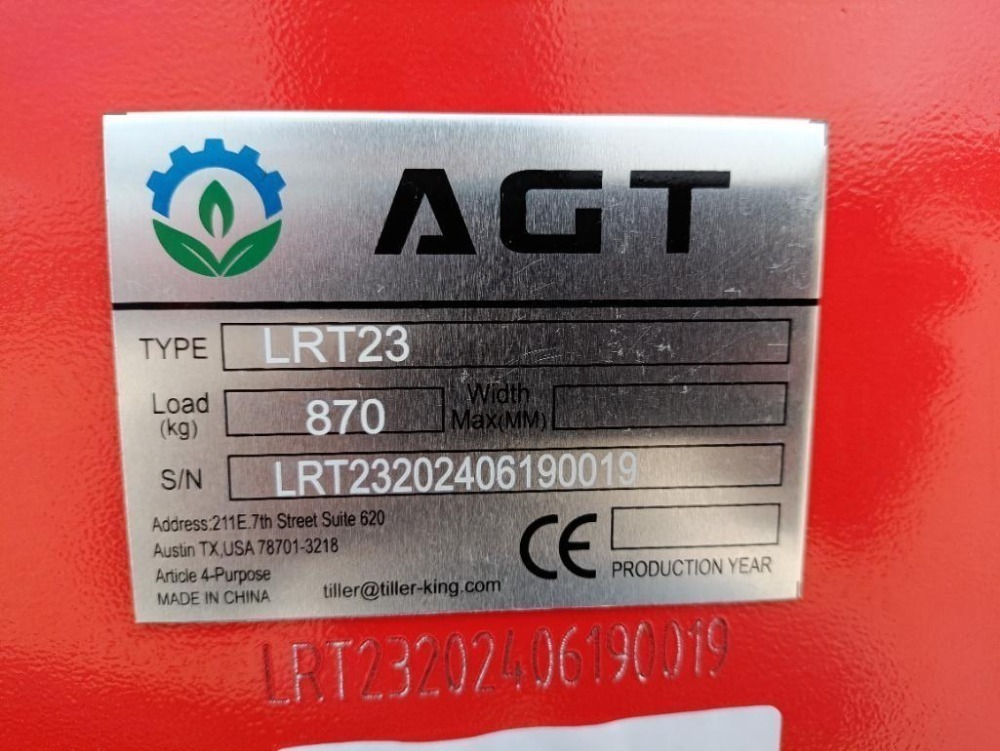 AGT
TYPE LRT23
Load (kg) 870 Width Max(MM)
S/N LRT23202406190019
Address:211E.7th Street Suite 620
Austin TX,USA 78701-3218
Article 4-Purpose
MADE IN CHINA
tiller@tiller-king.com
CE
PRODUCTION YEAR
LRT23202406190019